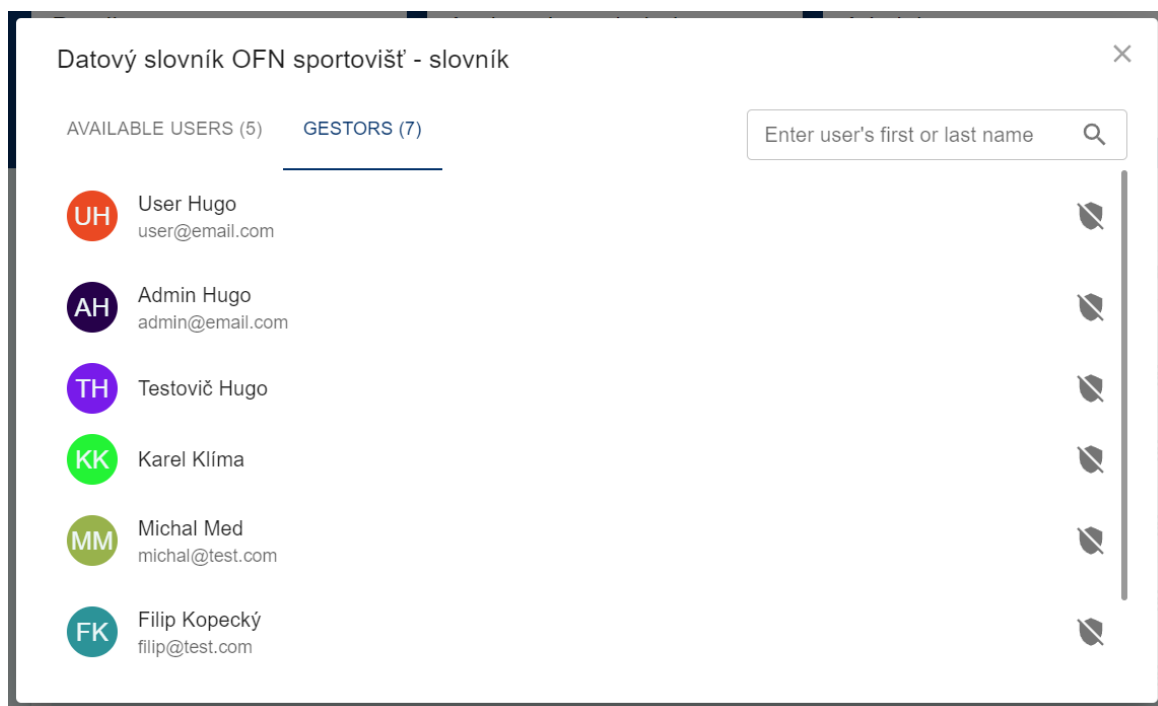 Datový slovník OFN sportovišť - slovník
AVAILABLE USERS (5)
GESTORS (7)
Enter user's first or last name
UH
User Hugo
user@email.com
AH
Admin Hugo
admin@email.com
TH
Testovič Hugo
KK
Karel Klíma
MM
Michal Med
michal@test.com
FK
Filip Kopecký
filip@test.com